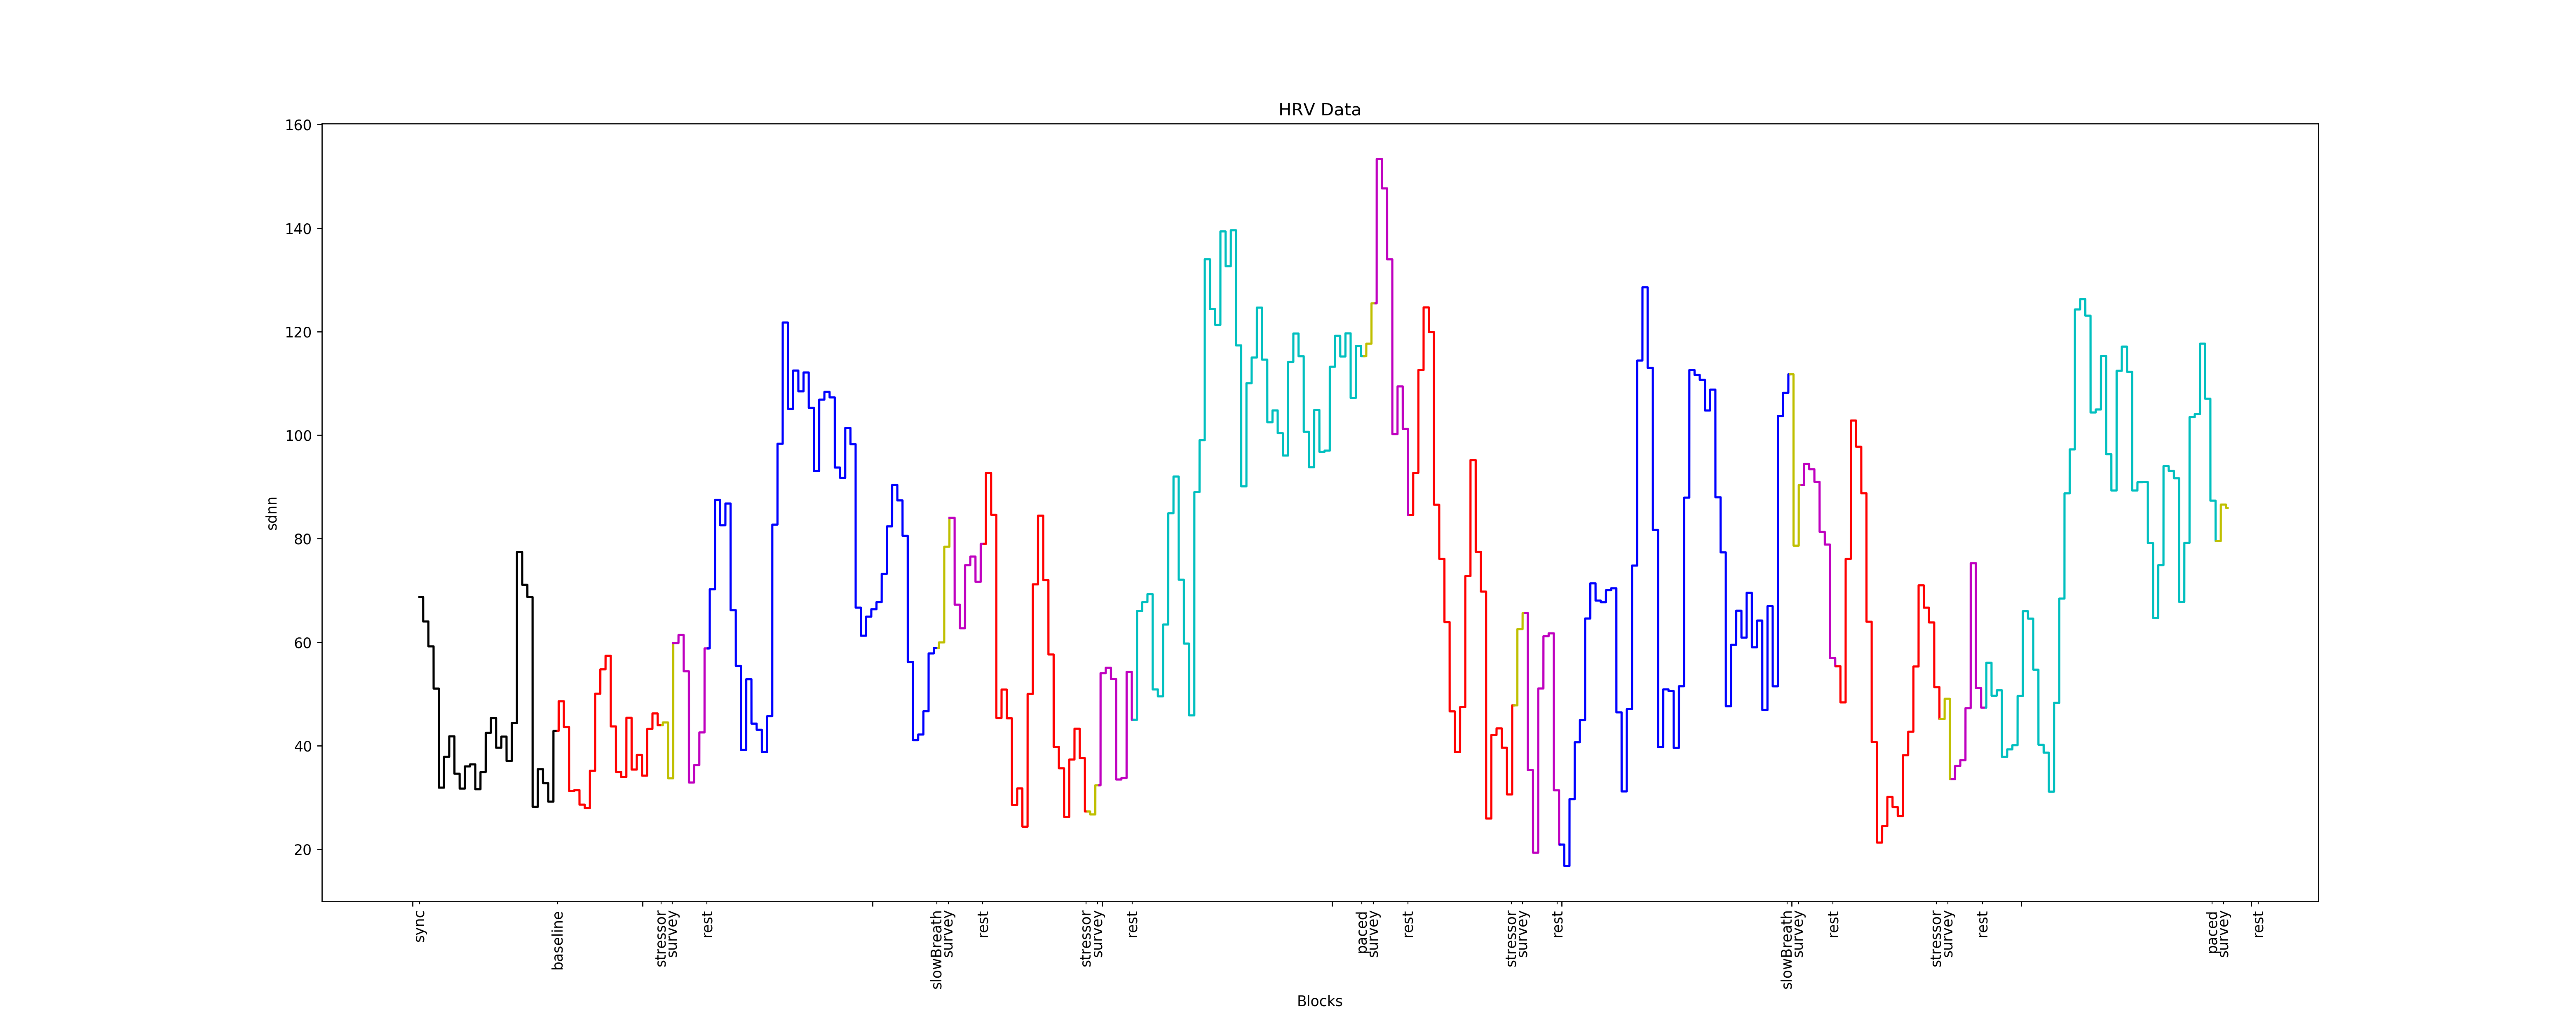 HRV Data
160
140
120
100
80
60
40
20
sdnn
sync
baseline
stressor
survey
rest
slowBreath
survey
rest
stressor
survey
rest
paced
survey
rest
stressor
survey
rest
slowBreath
survey
rest
stressor
survey
rest
paced
survey
rest
Blocks